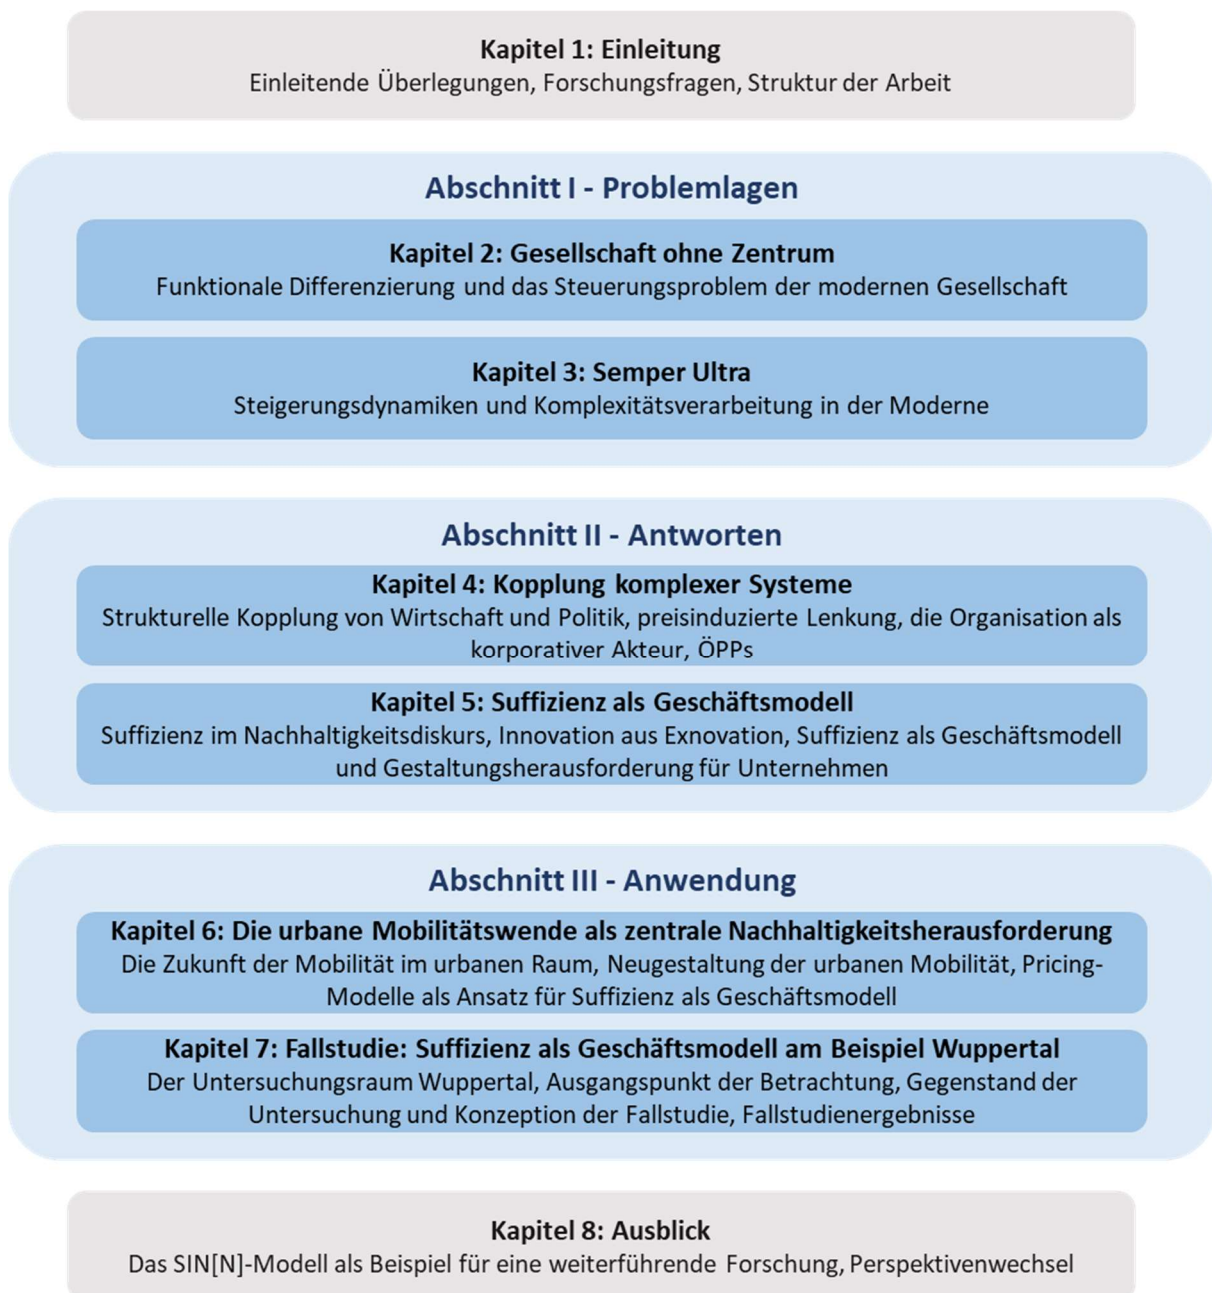 Kapitel 1: Einleitung
Einleitende Überlegungen, Forschungsfragen, Struktur der Arbeit
Abschnitt I - Problemlagen
Kapitel 2: Gesellschaft ohne Zentrum
Funktionale Differenzierung und das Steuerungsproblem der modernen Gesellschaft
Kapitel 3: Semper Ultra
Steigerungsdynamiken und Komplexitätsverarbeitung in der Moderne
Abschnitt II - Antworten
Kapitel 4: Kopplung komplexer Systeme
Strukturelle Kopplung von Wirtschaft und Politik, preisinduzierte Lenkung, die Organisation als
korporativer Akteur, ÖPPs
Kapitel 5: Suffizienz als Geschäftsmodell
Suffizienz im Nachhaltigkeitsdiskurs, Innovation aus Exnovation, Suffizienz als Geschäftsmodell
und Gestaltungsherausforderung für Unternehmen
Abschnitt III - Anwendung
Kapitel 6: Die urbane Mobilitätswende als zentrale Nachhaltigkeitsherausforderung
Die Zukunft der Mobilität im urbanen Raum, Neugestaltung der urbanen Mobilität, Pricing-
Modelle als Ansatz für Suffizienz als Geschäftsmodell
Kapitel 7: Fallstudie: Suffizienz als Geschäftsmodell am Beispiel Wuppertal
Der Untersuchungsraum Wuppertal, Ausgangspunkt der Betrachtung, Gegenstand der
Untersuchung und Konzeption der Fallstudie, Fallstudienergebnisse
Kapitel 8: Ausblick
Das SIN[N]-Modell als Beispiel für eine weiterführende Forschung, Perspektivenwechsel